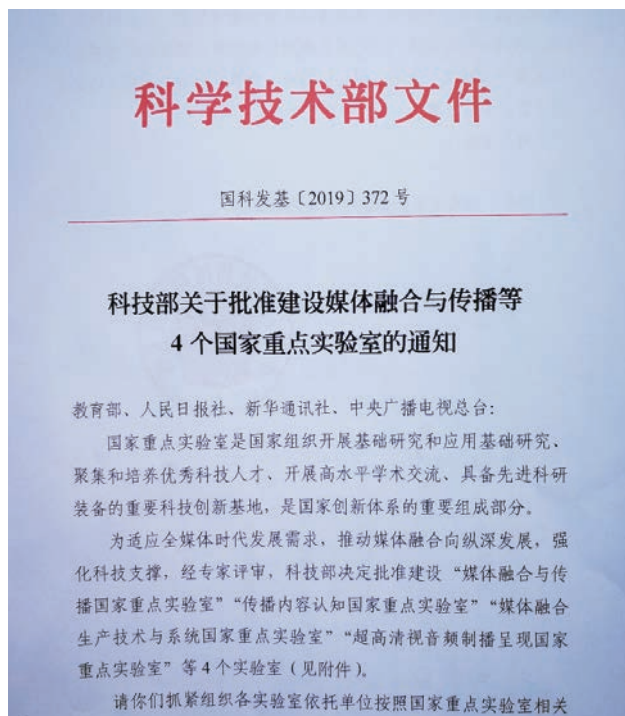 科学技术部文件
国科发基〔2019〕372 号
科技部关于批准建设媒体融合与传播等
4 个国家重点实验室的通知
教育部、人民日报社、新华通讯社、中央广播电视总台：
国家重点实验室是国家组织开展基础研究和应用基础研究、
聚集和培养优秀科技人才、开展高水平学术交流、具备先进科研
装备的重要科技创新基地，是国家创新体系的重要组成部分。
为适应全媒体时代发展需求，推动媒体融合向纵深发展，强
化科技支撑，经专家评审，科技部决定批准建设“媒体融合与传
播国家重点实验室”“传播内容认知国家重点实验室”“媒体融合
生产技术与系统国家重点实验室”“超高清视音频制播呈现国家
重点实验室”等 4 个实验室（见附件）。
请你们抓紧组织各实验室依托单位按照国家重点实验室相关